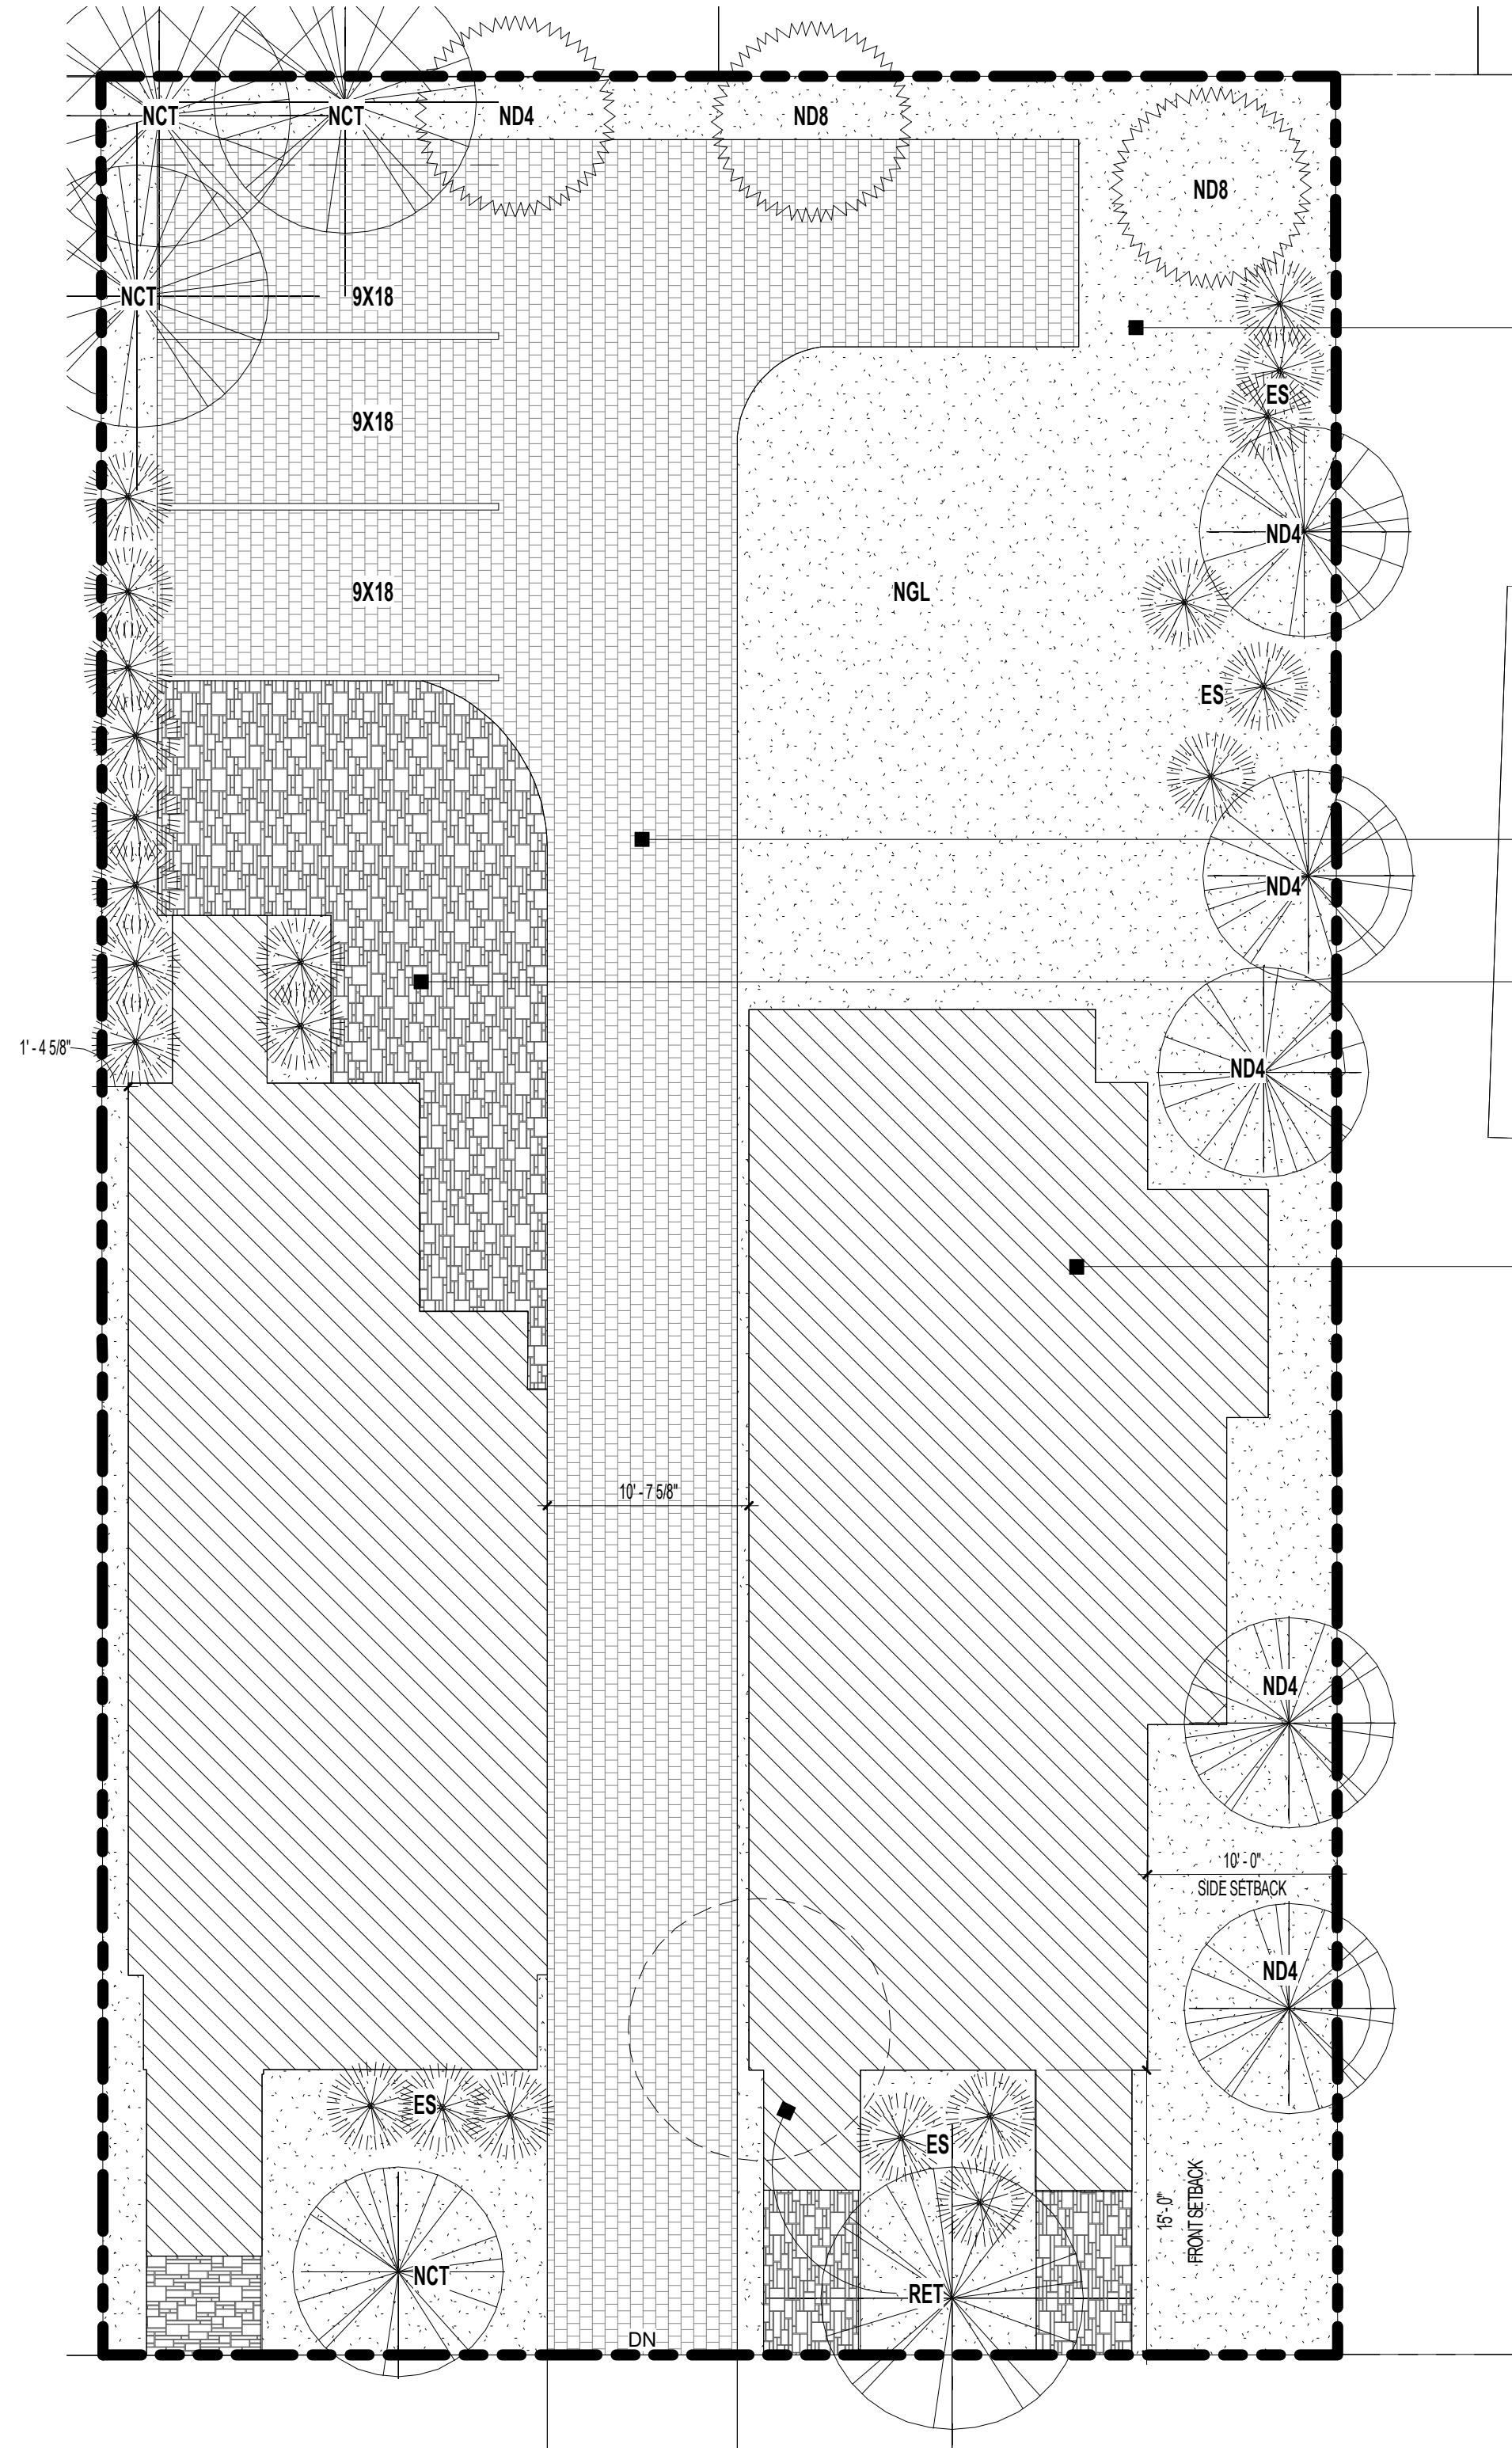 NCT
NCT
ND4
ND8
ND8
NCT
9X18
ES
9X18
ND4
9X18
NGL
ES
ND4
1' - 4 5/8"
ND4
10' - 7 5/8"
ND4
10' - 0"
SIDE SETBACK
ND4
ES
ES
15' - 0"
FRONT SETBACK
NCT
RET
DN